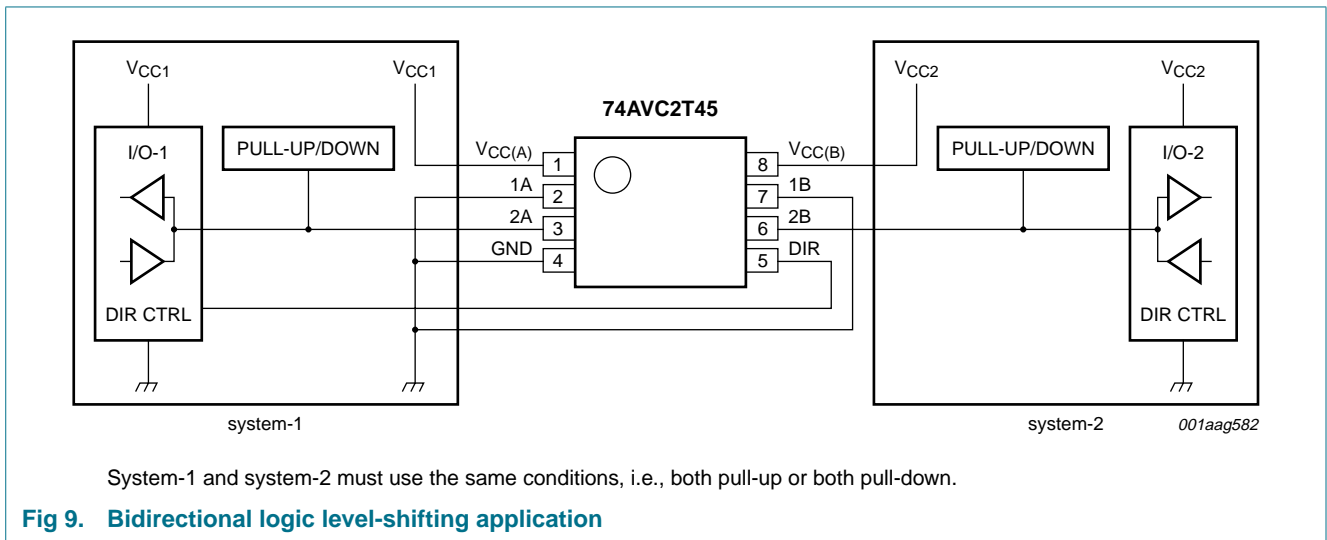 VCC1
VCC1
VCC2
VCC2
74AVC2T45
I/O-1
PULL-UP/DOWN
VCC(A)
1
8
VCC(B)
PULL-UP/DOWN
I/O-2
1A
2
7
1B
2A
3
6
2B
GND
4
5
DIR
DIR CTRL
DIR CTRL
system-1
system-2
001aag582
System-1 and system-2 must use the same conditions, i.e., both pull-up or both pull-down.
Fig 9. Bidirectional logic level-shifting application